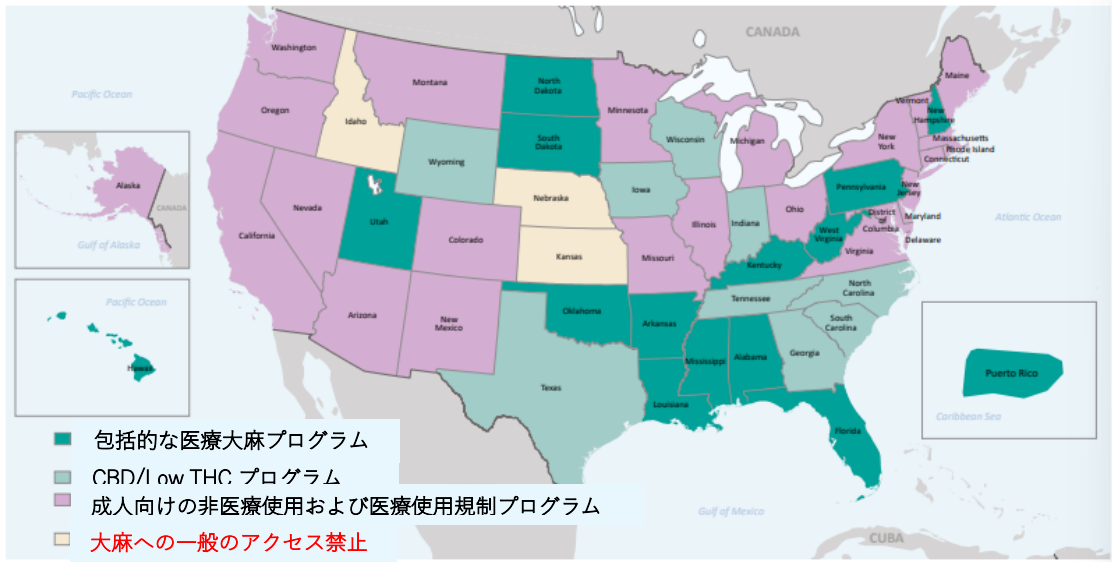 CANADA
Washington
Montana
North
Dakota
Minnesota
Maine
Pacific Ocean
Oregon
Idaho
South
Dakota
Wisconsin
Michigan
Vermont
New
Hampshire
New
York
Massachusetts
Rhode Island
Connecticut
Wyoming
Iowa
Nebraska
Pennsylvania
New
Jersey
Alaska
CANADA
Gulf of Alaska
Nevada
Utah
Colorado
Kansas
Missouri
Illinois
Indiana
Ohio
West
Virginia
District
of
Columbia
Maryland
Delaware
Virginia
Atlantic Ocean
California
Kentucky
Pacific Ocean
Hawaii
Arizona
New
Mexico
Oklahoma
Arkansas
Tennessee
North
Carolina
South
Carolina
Texas
Louisiana
Mississippi
Alabama
Georgia
Florida
Puerto Rico
Caribbean Sea
Gulf of Mexico
CUBA
包括的な医療大麻プログラム
CBD/Low THC プログラム
成人向けの非医療使用および医療使用規制プログラム
大麻への一般のアクセス禁止